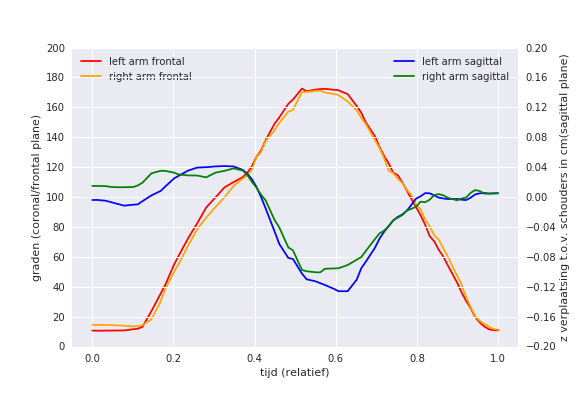 left arm frontal
right arm frontal
left arm sagittal
right arm sagittal
200
180
160
140
120
100
80
60
40
20
0
graden (coronal/frontal plane)
0.20
0.16
0.12
0.08
0.04
0.00
−0.04
−0.08
−0.12
−0.16
−0.20
z verplaatsing t.o.v. schouders in cm(sagittal plane)
0.0 0.2 0.4 0.6 0.8 1.0
tijd (relatief)